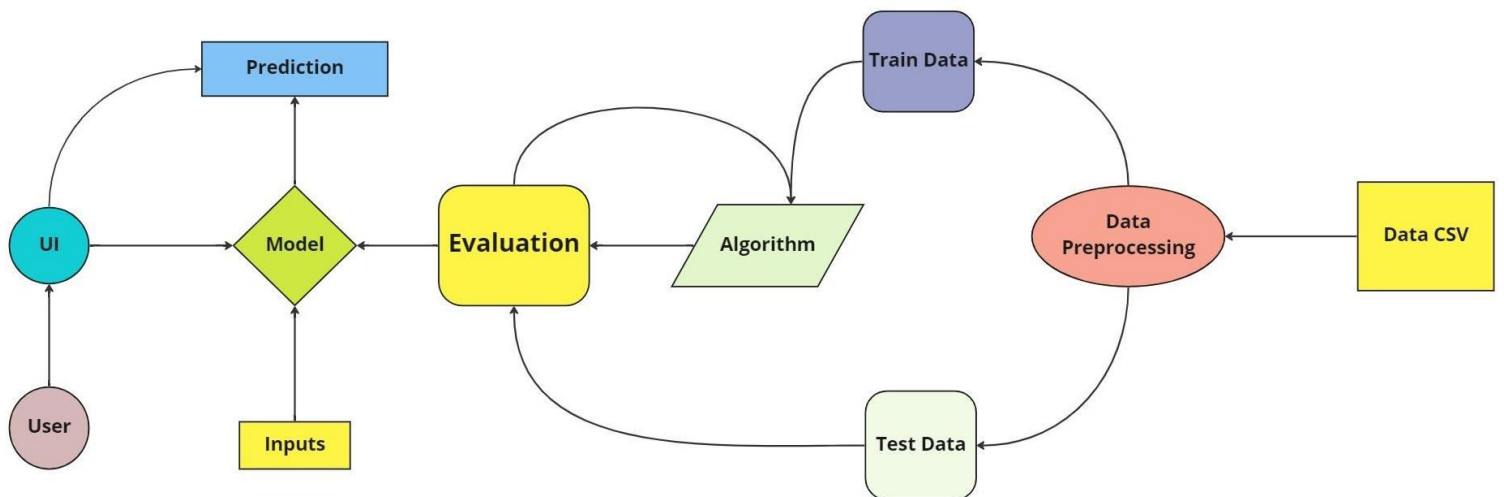 Prediction
Train Data
UI
Model
Evaluation
Algorithm
Data
Preprocessing
Data CSV
User
Inputs
Test Data